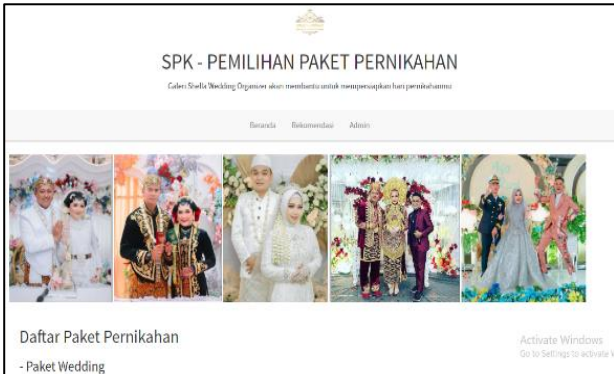 SPK - PEMILIHAN PAKET PERNIKAHAN
Galeri Shella Wedding Organizer akan membantu untuk mempersiapkan hari pernikahanmu
Beranda Rekomendasi Admin
Daftar Paket Pernikahan
- Paket Wedding
Activate Windows
Go to Settings to activate